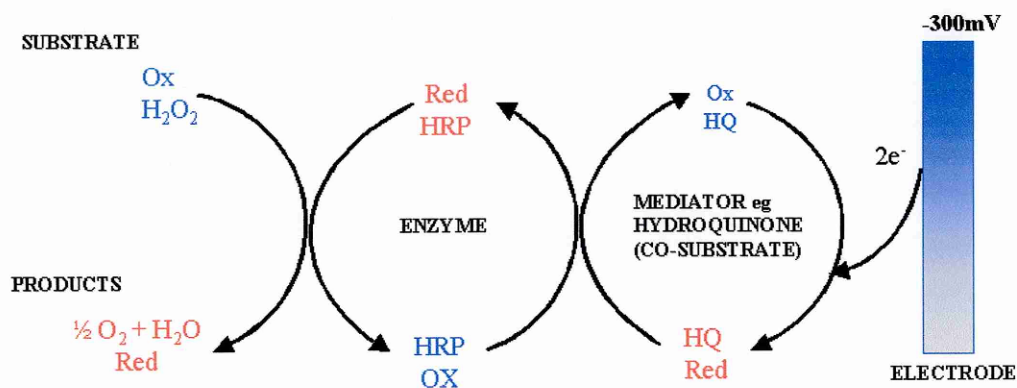 -300mV
SUBSTRATE
Ox
H₂O₂
Red
HRP
Ox
HQ
2e⁻
ENZYME
MEDIATOR eg
HYDROQUINONE
(CO-SUBSTRATE)
PRODUCTS
½ O₂ + H₂O
Red
HRP
OX
HQ
Red
ELECTRODE